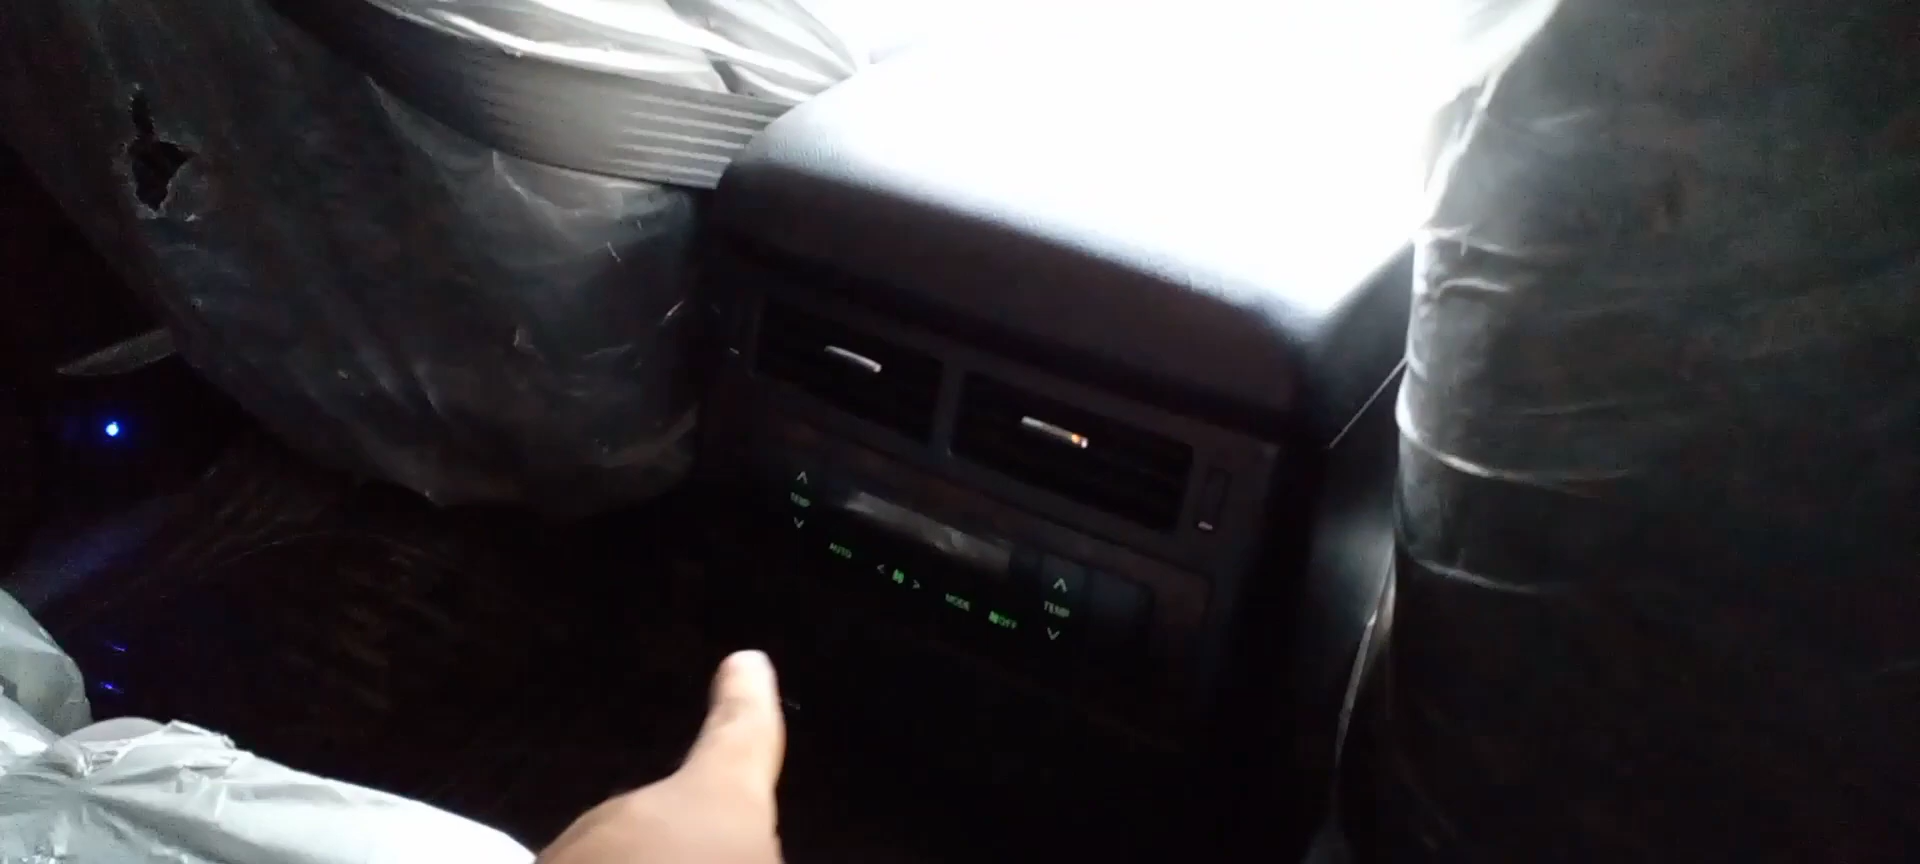 TEMP
AUTO
< >
MODE
OFF
TEMP